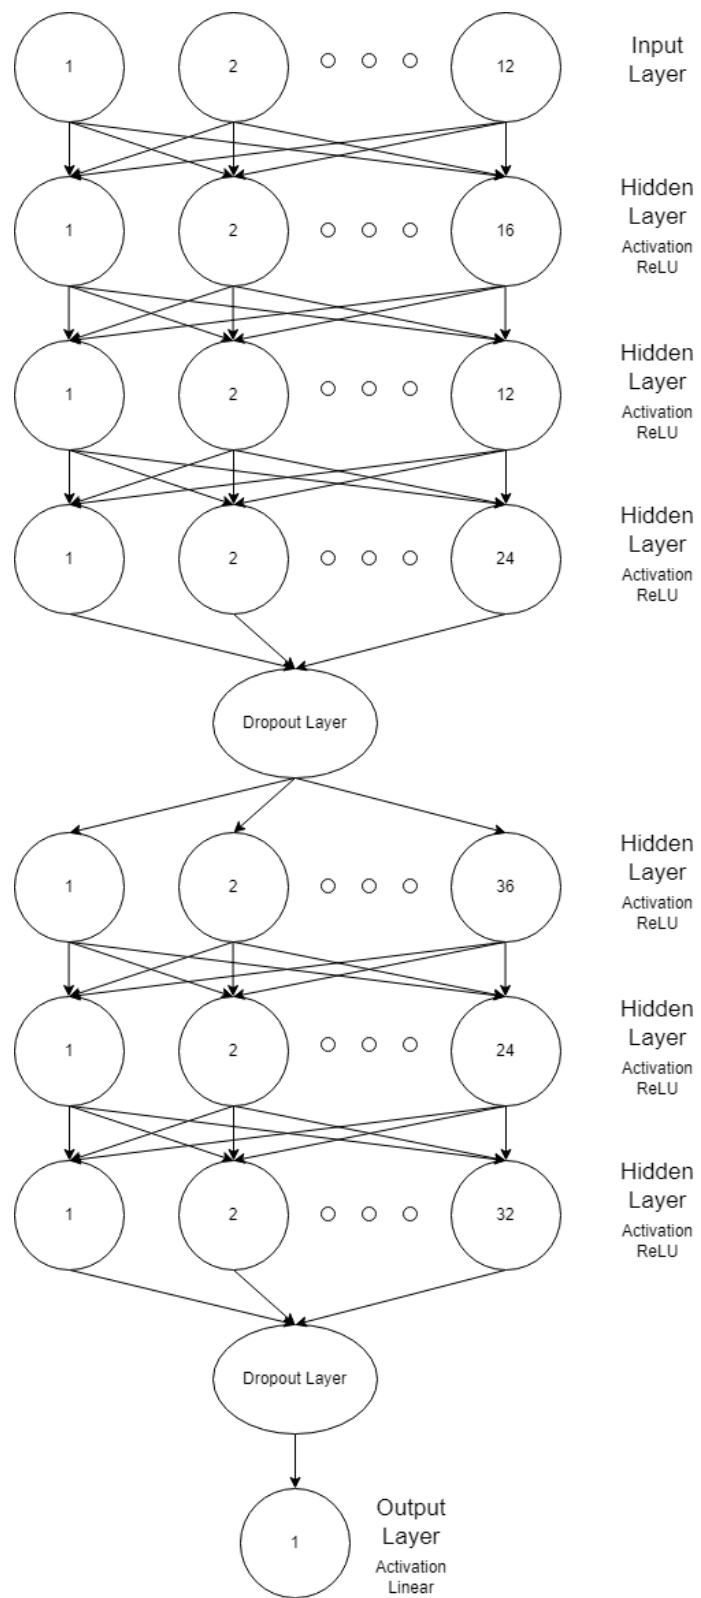 1
2
12
Input
Layer
1
2
16
Hidden
Layer
Activation
ReLU
1
2
12
Hidden
Layer
Activation
ReLU
1
2
24
Hidden
Layer
Activation
ReLU
Dropout Layer
1
2
36
Hidden
Layer
Activation
ReLU
1
2
24
Hidden
Layer
Activation
ReLU
1
2
32
Hidden
Layer
Activation
ReLU
Dropout Layer
1
Output
Layer
Activation
Linear